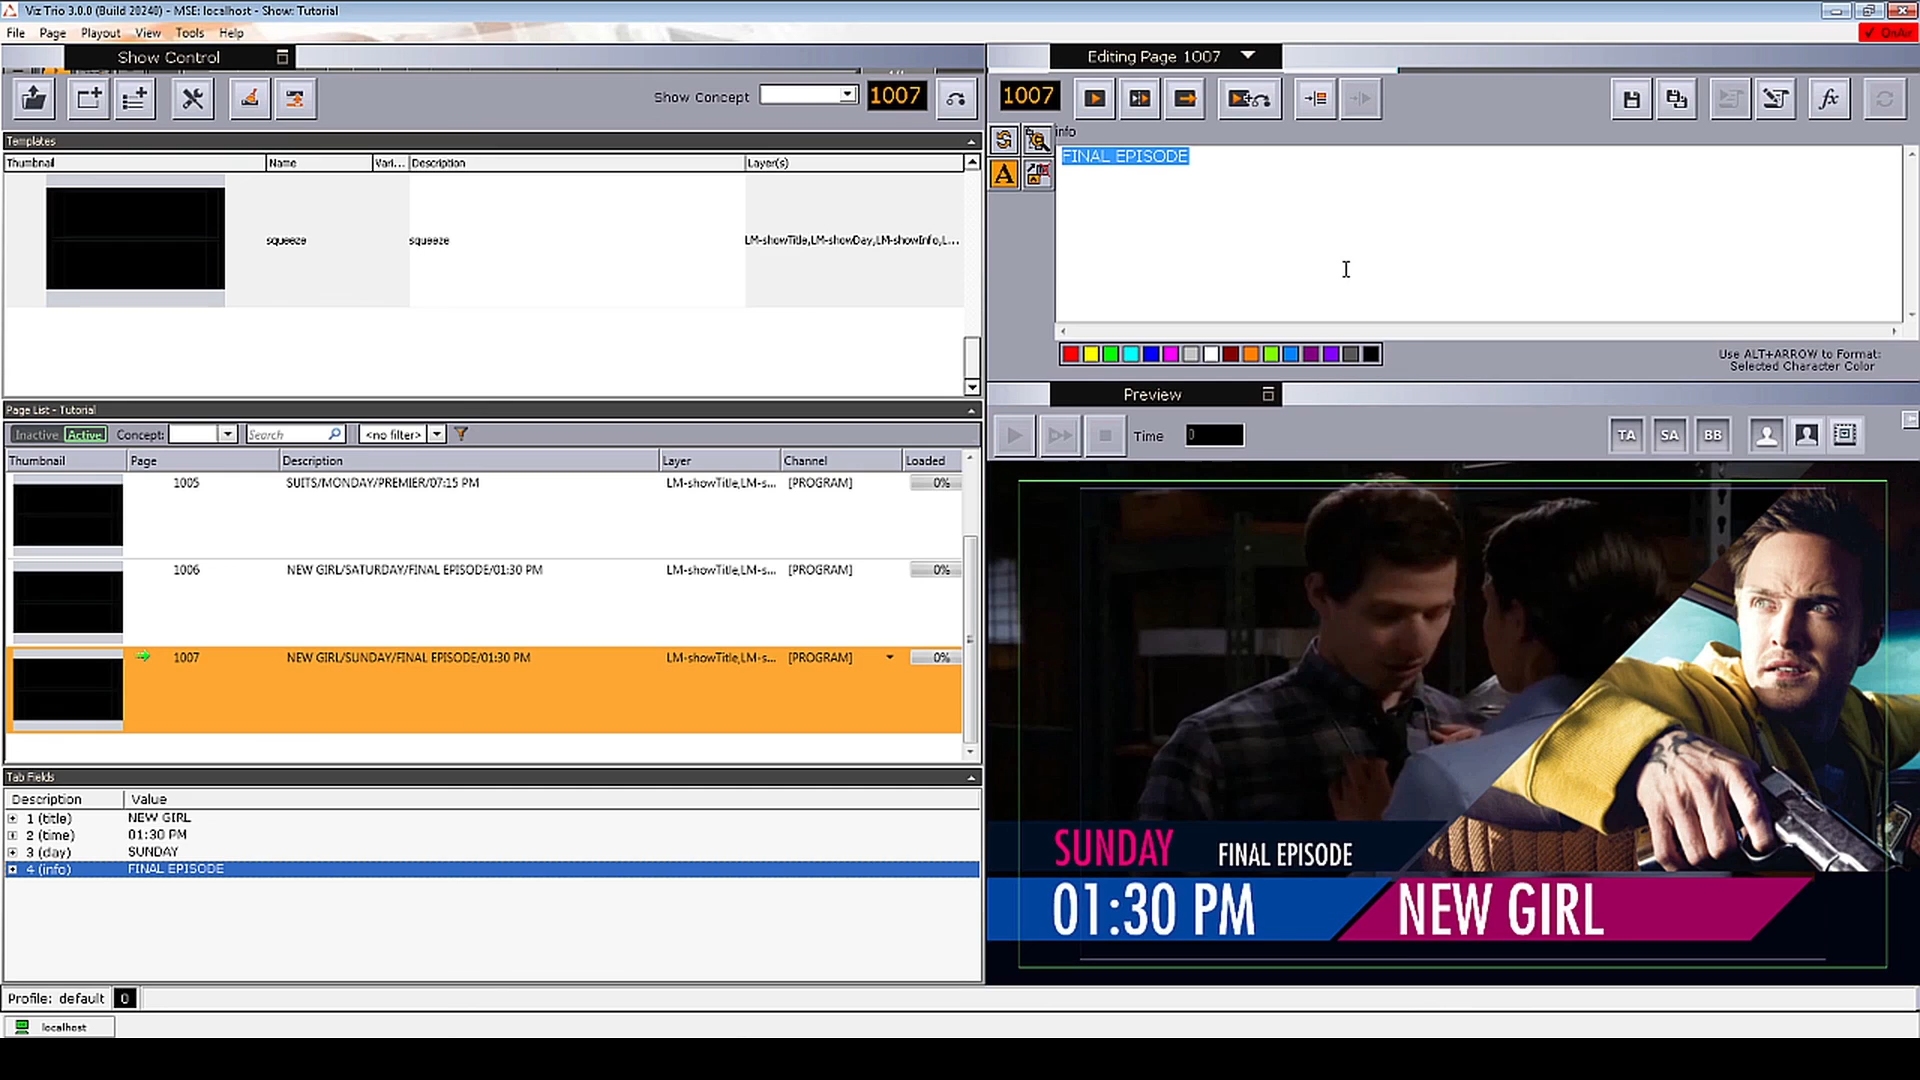 Viz Trio 3.0.0 (Build 20240) - MSE: localhost - Show: Tutorial
File Page Playout View Tools Help
OnAir
Show Control
Show Concept
1007
Templates
Thumbnail Name Vari... Description Layer(s)
squeeze squeeze LM-showTitle,LM-showDay,LM-showInfo,L...
Page List - Tutorial
Inactive Active Concept: Search <no filter>
Thumbnail Page Description Layer Channel Loaded
1005 SUITS/MONDAY/PREMIER/07:15 PM LM-showTitle,LM-s... [PROGRAM] 0%
1006 NEW GIRL/SATURDAY/FINAL EPISODE/01:30 PM LM-showTitle,LM-s... [PROGRAM] 0%
1007 NEW GIRL/SUNDAY/FINAL EPISODE/01:30 PM LM-showTitle,LM-s... [PROGRAM] 0%
Tab Fields
Description Value
1 (title) NEW GIRL
2 (time) 01:30 PM
3 (day) SUNDAY
4 (info) FINAL EPISODE
Profile: default 0
localhost
Editing Page 1007
1007
fx
info
A
FINAL EPISODE
Use ALT+ARROW to Format:
Selected Character Color
Preview
Time 0
TA SA BB
SUNDAY FINAL EPISODE
01:30 PM NEW GIRL